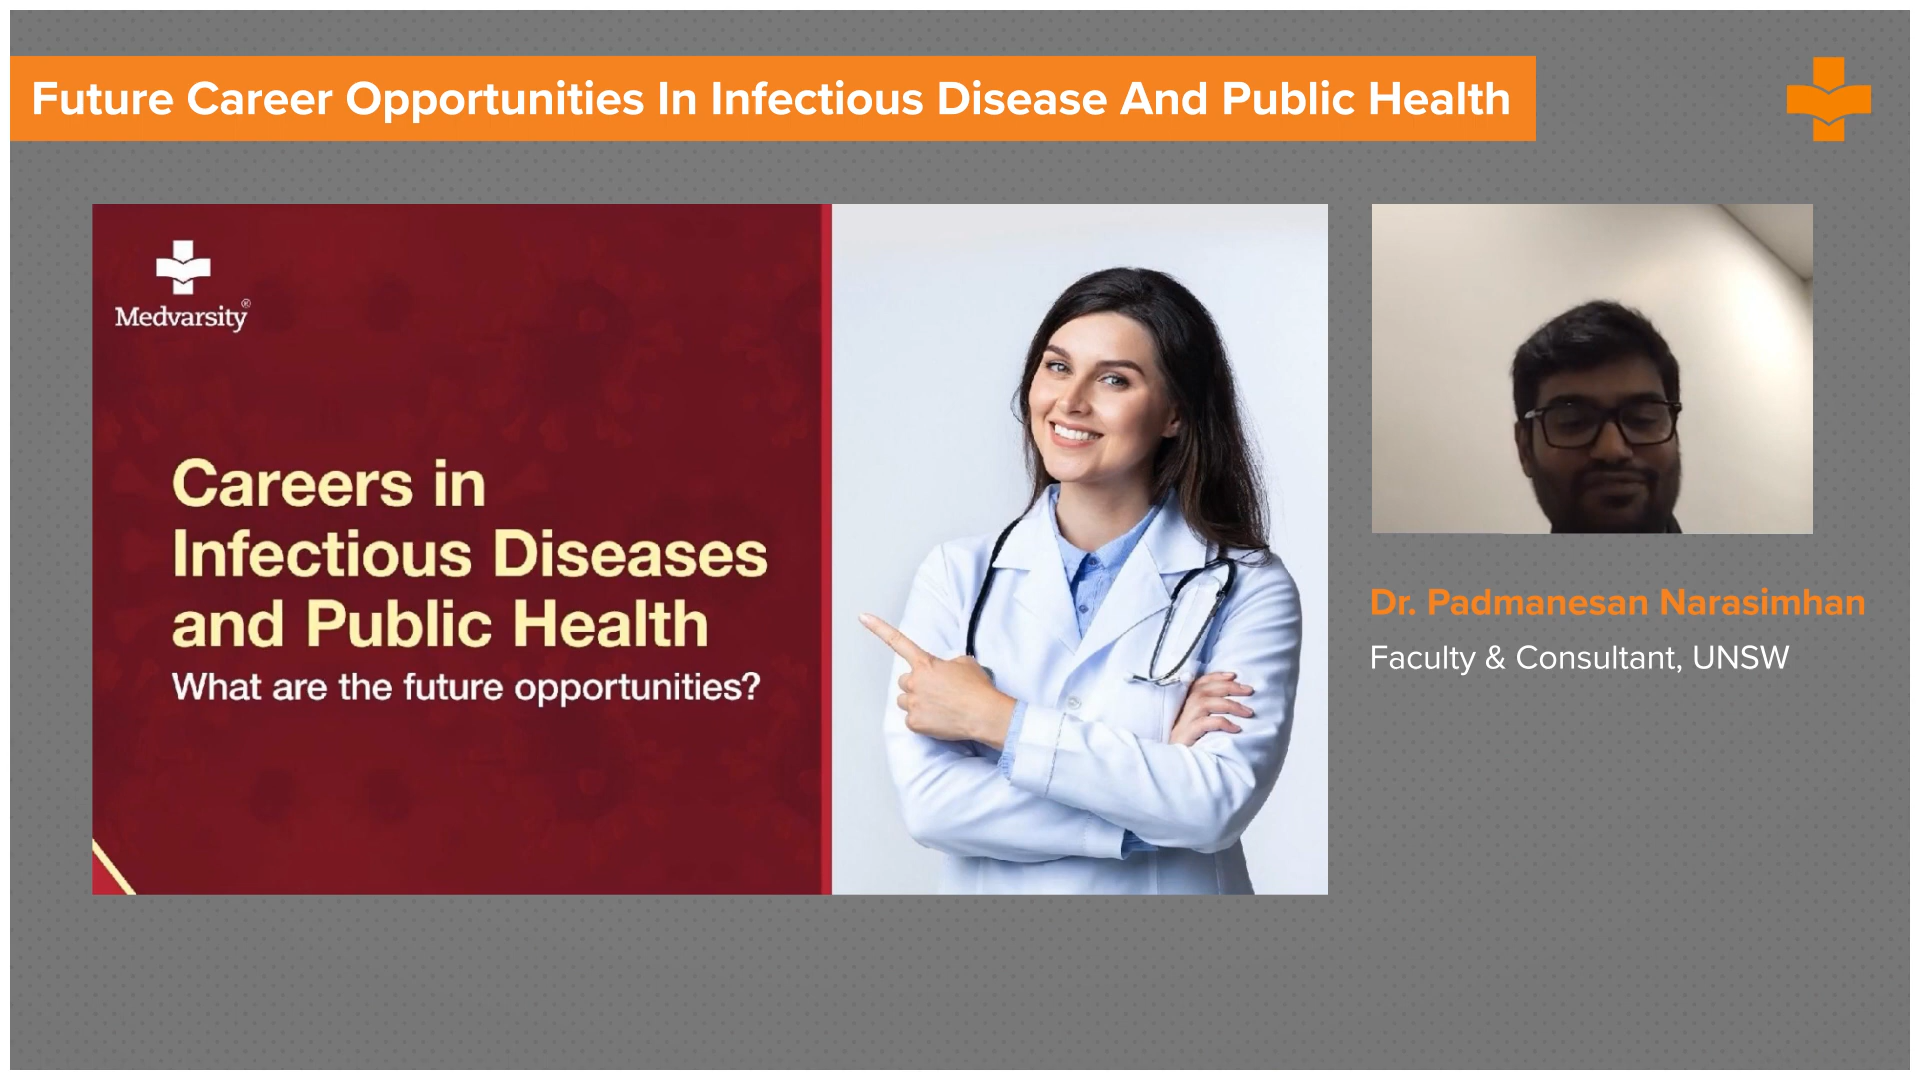 Future Career Opportunities In Infectious Disease And Public Health
Medvarsity®
Careers in
Infectious Diseases
and Public Health
What are the future opportunities?
Dr. Padmanesan Narasimhan
Faculty & Consultant, UNSW